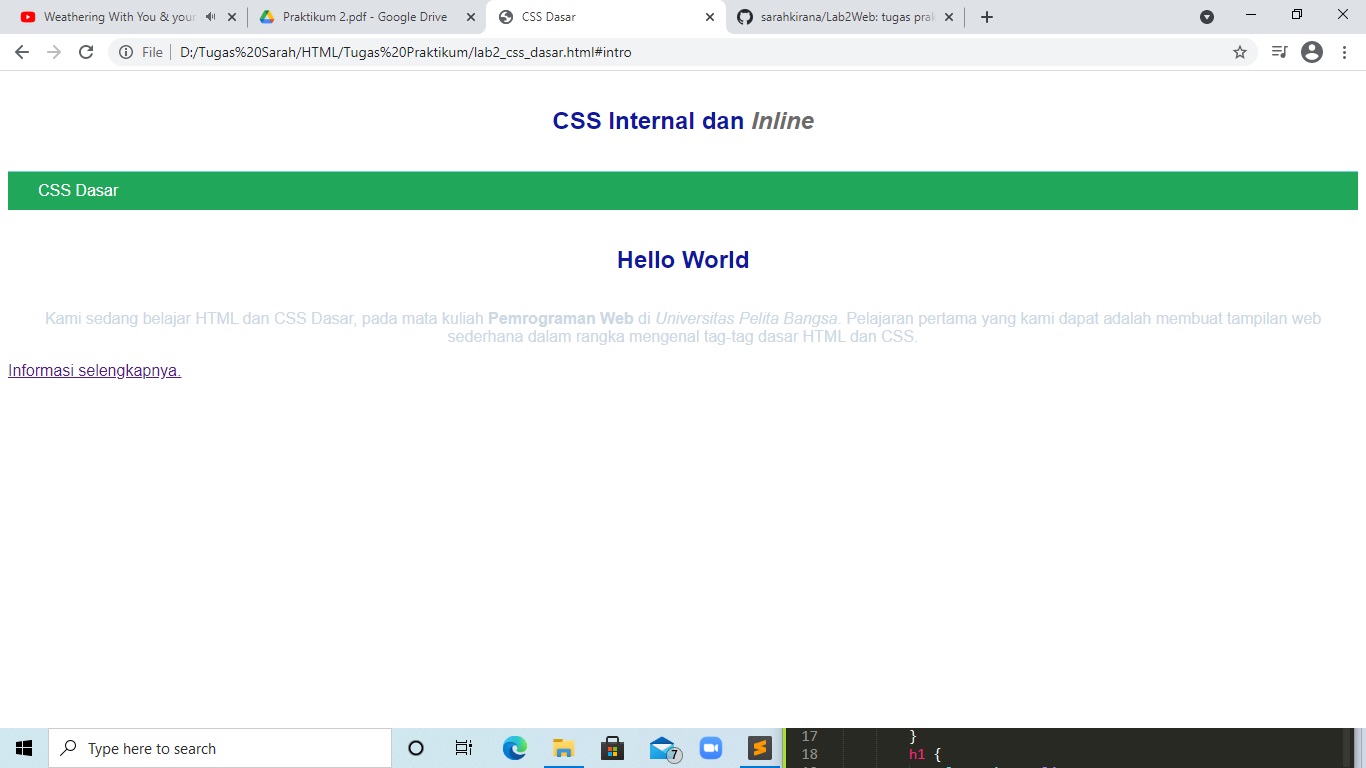 Weathering With You & your
Praktikum 2.pdf - Google Drive
CSS Dasar
sarahkirana/Lab2Web: tugas prak
File
D:/Tugas%20Sarah/HTML/Tugas%20Praktikum/lab2_css_dasar.html#intro
CSS Internal dan Inline
CSS Dasar
Hello World
Kami sedang belajar HTML dan CSS Dasar, pada mata kuliah Pemrograman Web di Universitas Pelita Bangsa. Pelajaran pertama yang kami dapat adalah membuat tampilan web
sederhana dalam rangka mengenal tag-tag dasar HTML dan CSS.
Informasi selengkapnya.
Type here to search
7
17 }
18 h1 {